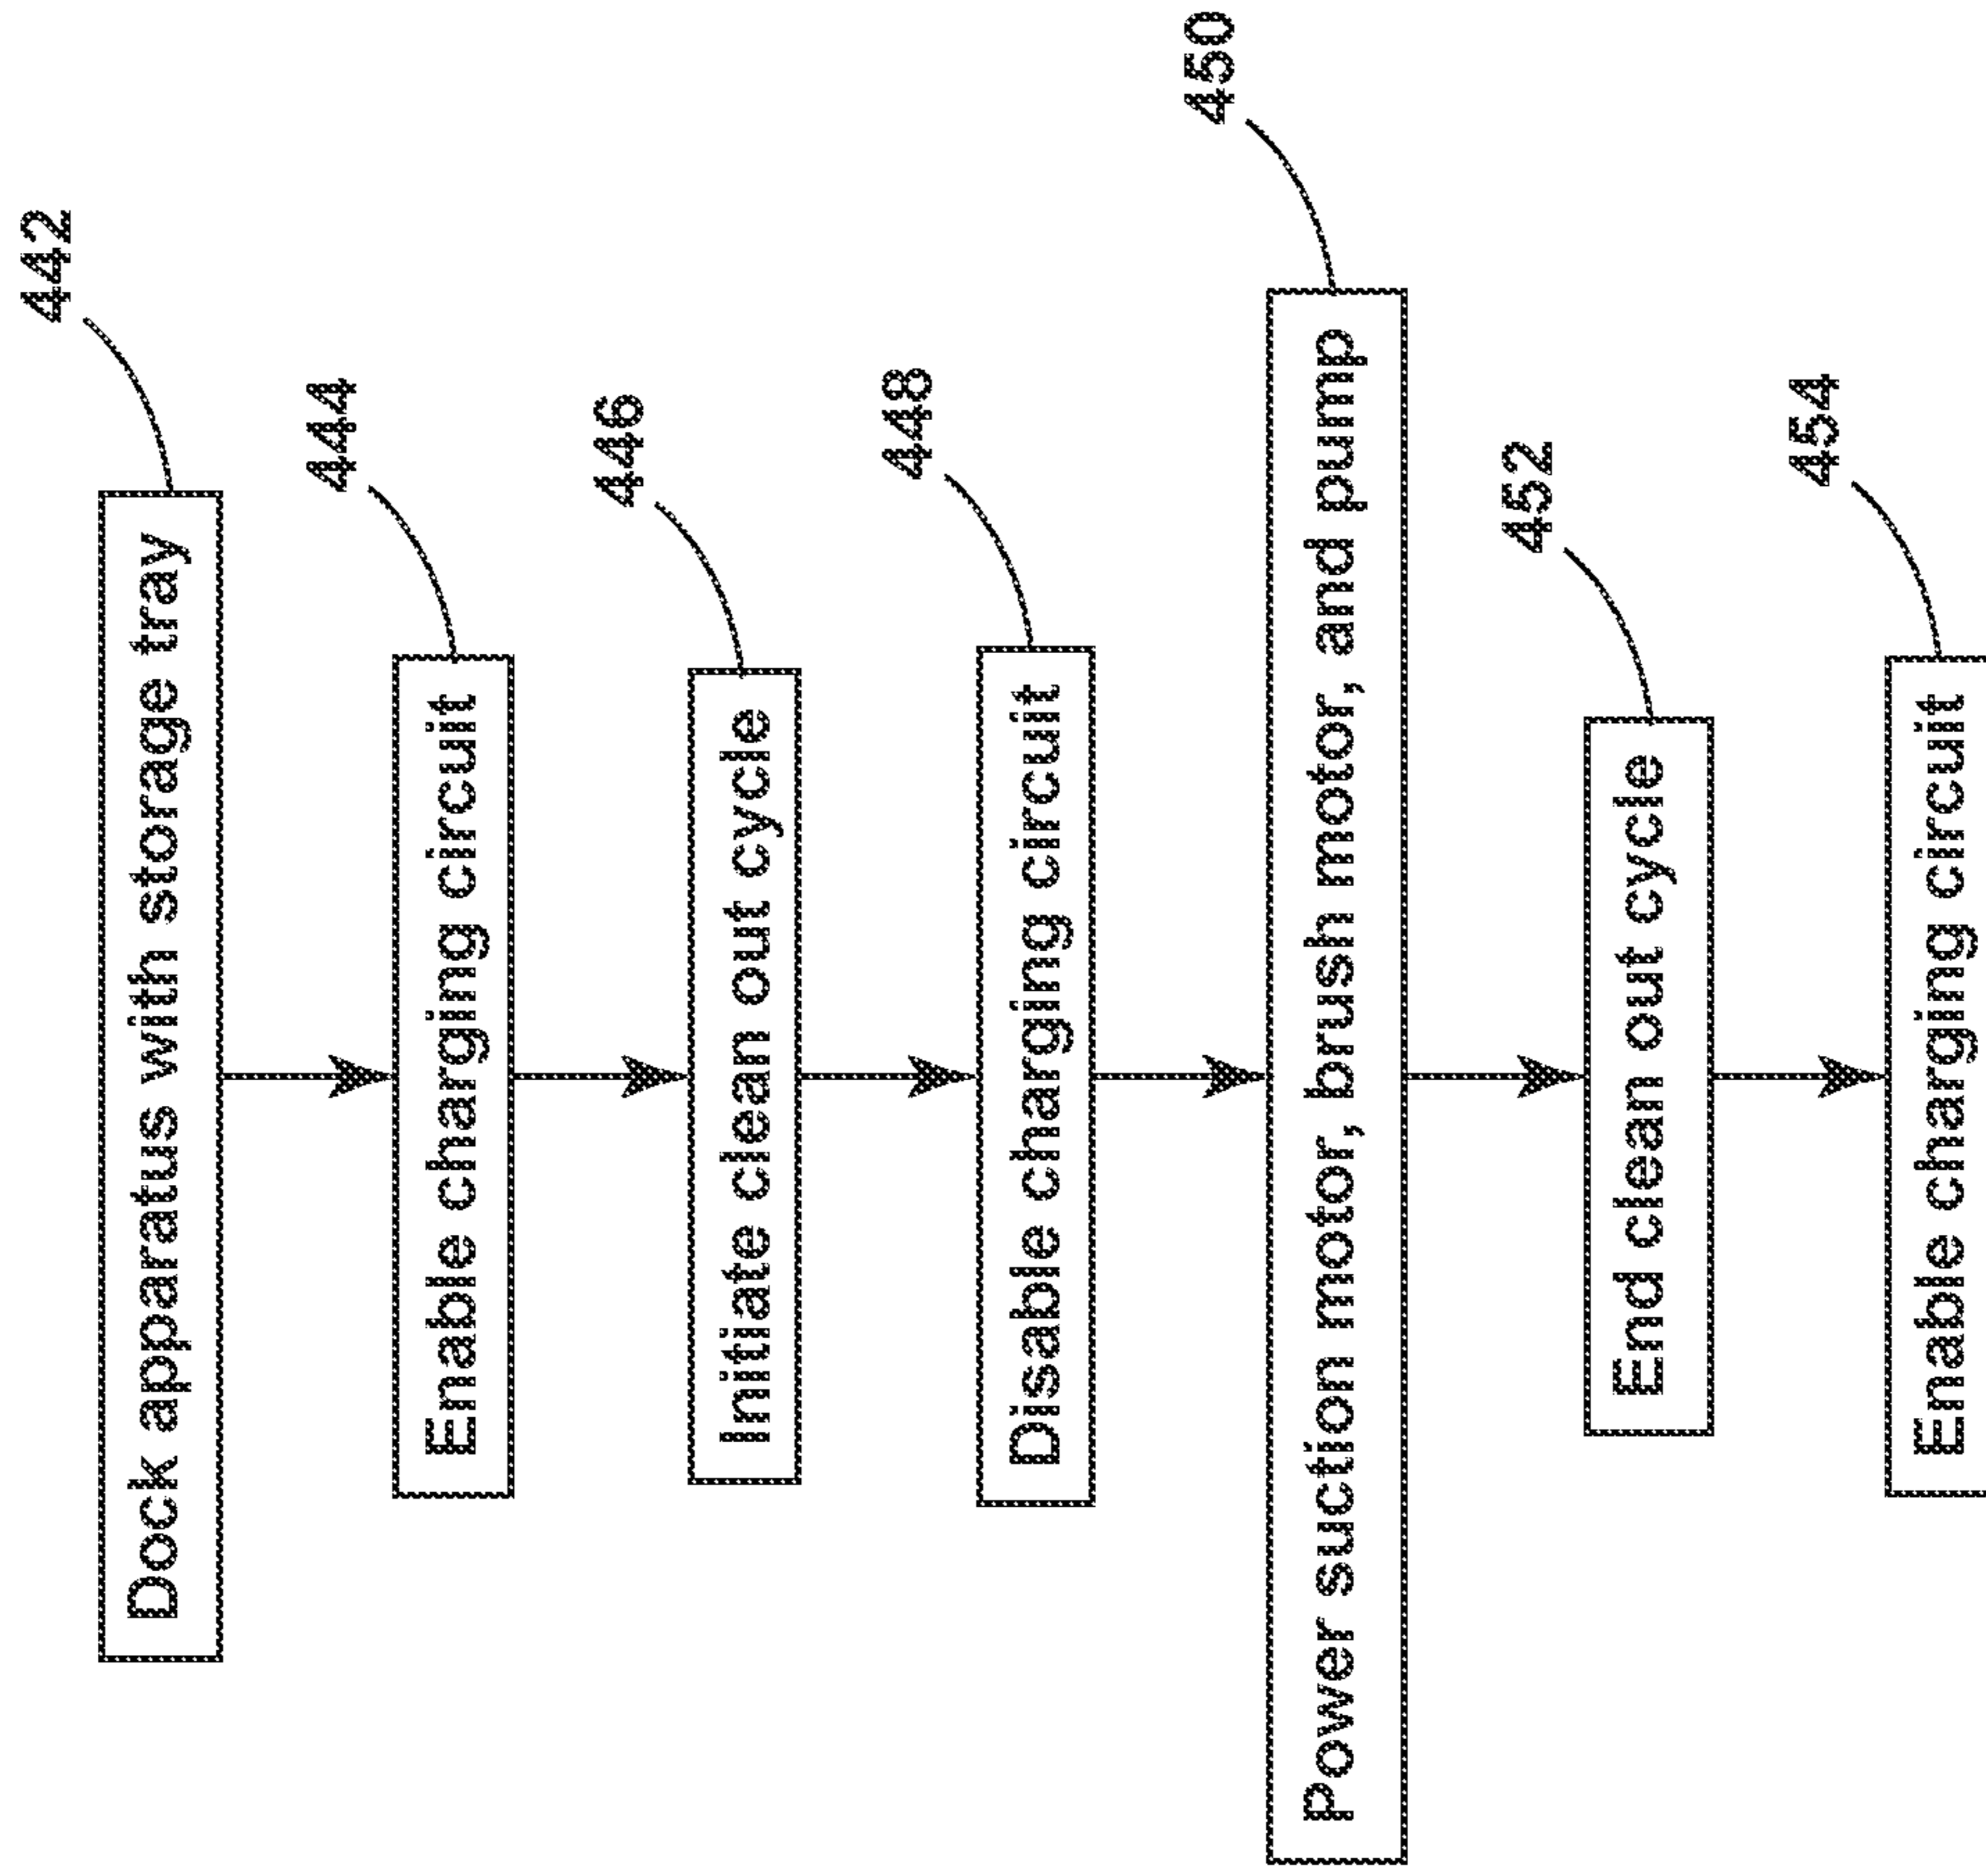 442
Dock apparatus with storage tray
444
Enable charging circuit
446
Initiate clean out cycle
448
Disable charging circuit
450
Power suction motor, brush motor, and pump
452
End clean out cycle
454
Enable charging circuit